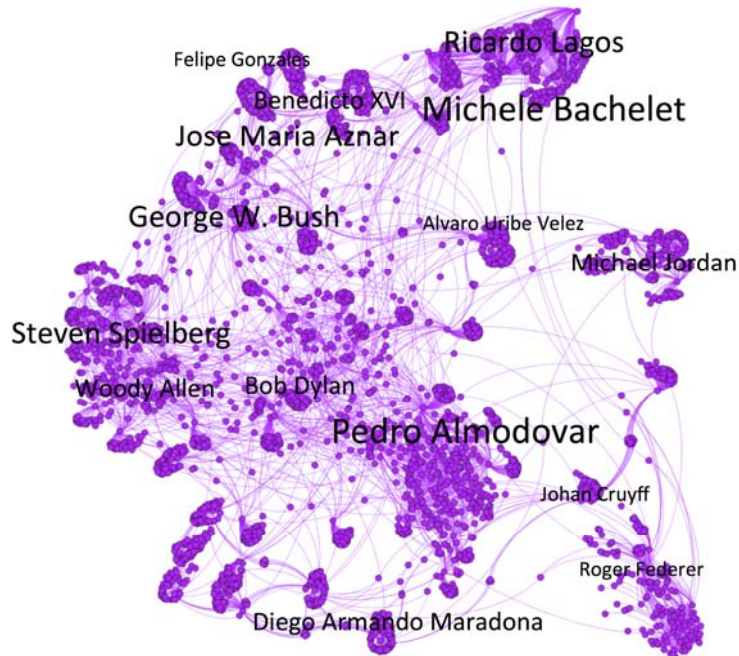 Ricardo Lagos
Felipe Gonzales
Benedicto XVI
Michele Bachelet
Jose Maria Aznar
George W. Bush
Alvaro Uribe Velez
Michael Jordan
Steven Spielberg
Woody Allen
Bob Dylan
Pedro Almodovar
Johan Cruyff
Roger Federer
Diego Armando Maradona